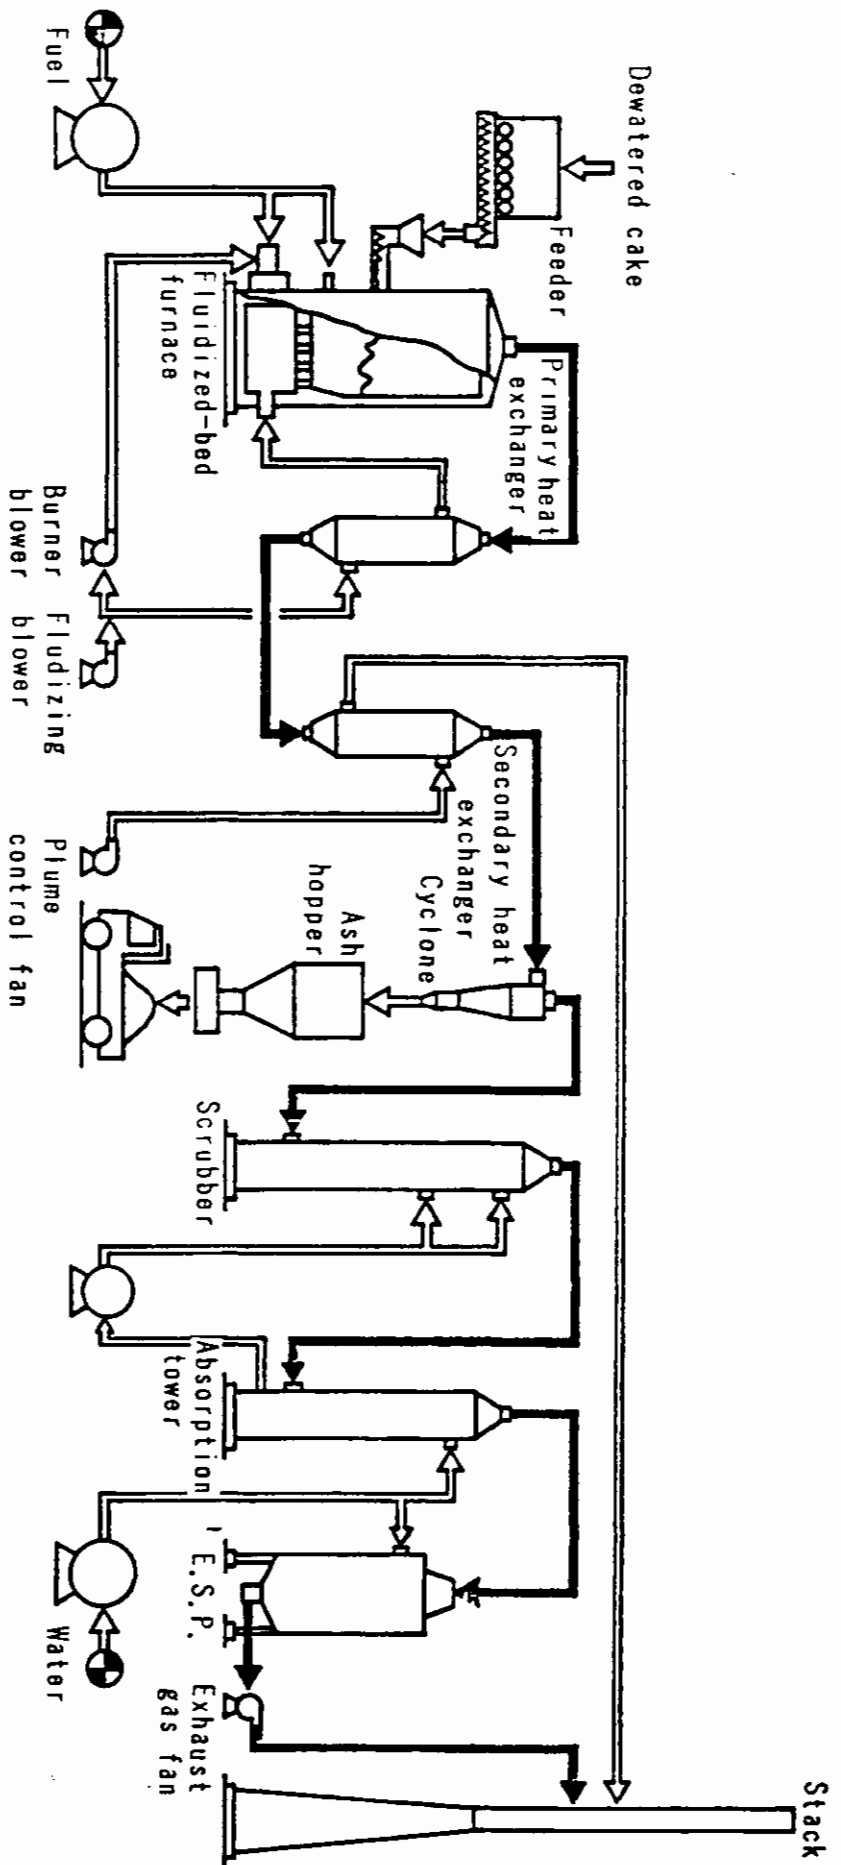 Stack
Dewatered cake
Feeder
Primary heat
exchanger
Secondary heat
exchanger
Cyclone
Ash
hopper
Fluidized-bed
furnace
Scrubber
Absorption
tower
E.S.P.
Exhaust
gas fan
Fuel
Burner
blower
Fludizing
blower
Plume
control fan
Water